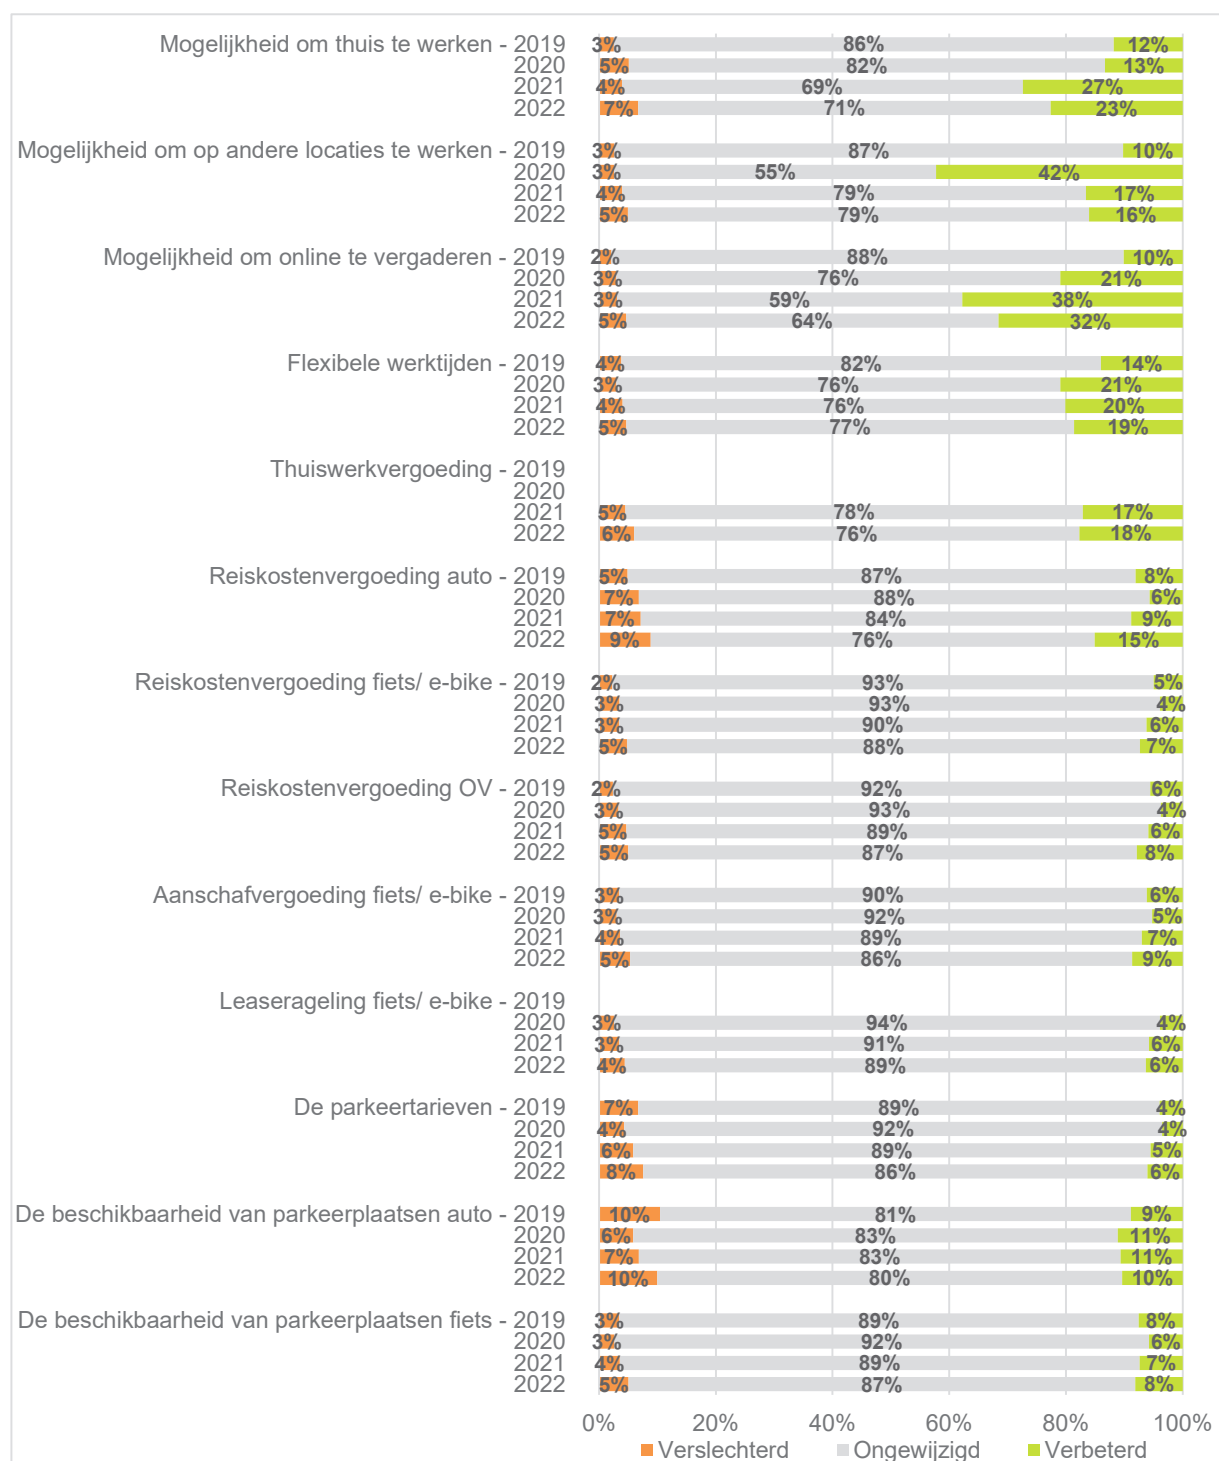 Mogelijkheid om thuis te werken - 2019 3% 86% 12%
2020 5% 82% 13%
2021 4% 69% 27%
2022 7% 71% 23%
Mogelijkheid om op andere locaties te werken - 2019 3% 87% 10%
2020 3% 55% 42%
2021 4% 79% 17%
2022 5% 79% 16%
Mogelijkheid om online te vergaderen - 2019 2% 88% 10%
2020 3% 76% 21%
2021 3% 59% 38%
2022 5% 64% 32%
Flexibele werktijden - 2019 4% 82% 14%
2020 3% 76% 21%
2021 4% 76% 20%
2022 5% 77% 19%
Thuiswerkvergoeding - 2019
2020
2021 5% 78% 17%
2022 6% 76% 18%
Reiskostenvergoeding auto - 2019 5% 87% 8%
2020 7% 88% 6%
2021 7% 84% 9%
2022 9% 76% 15%
Reiskostenvergoeding fiets/ e-bike - 2019 2% 93% 5%
2020 3% 93% 4%
2021 3% 90% 6%
2022 5% 88% 7%
Reiskostenvergoeding OV - 2019 2% 92% 6%
2020 3% 93% 4%
2021 5% 89% 6%
2022 5% 87% 8%
Aanschafvergoeding fiets/ e-bike - 2019 3% 90% 6%
2020 3% 92% 5%
2021 4% 89% 7%
2022 5% 86% 9%
Leaserageling fiets/ e-bike - 2019
2020 3% 94% 4%
2021 3% 91% 6%
2022 4% 89% 6%
De parkeertarieven - 2019 7% 89% 4%
2020 4% 92% 4%
2021 6% 89% 5%
2022 8% 86% 6%
De beschikbaarheid van parkeerplaatsen auto - 2019 10% 81% 9%
2020 6% 83% 11%
2021 7% 83% 11%
2022 10% 80% 10%
De beschikbaarheid van parkeerplaatsen fiets - 2019 3% 89% 8%
2020 3% 92% 6%
2021 4% 89% 7%
2022 5% 87% 8%
0% 20% 40% 60% 80% 100%
Verslechterd Ongewijzigd Verbeterd